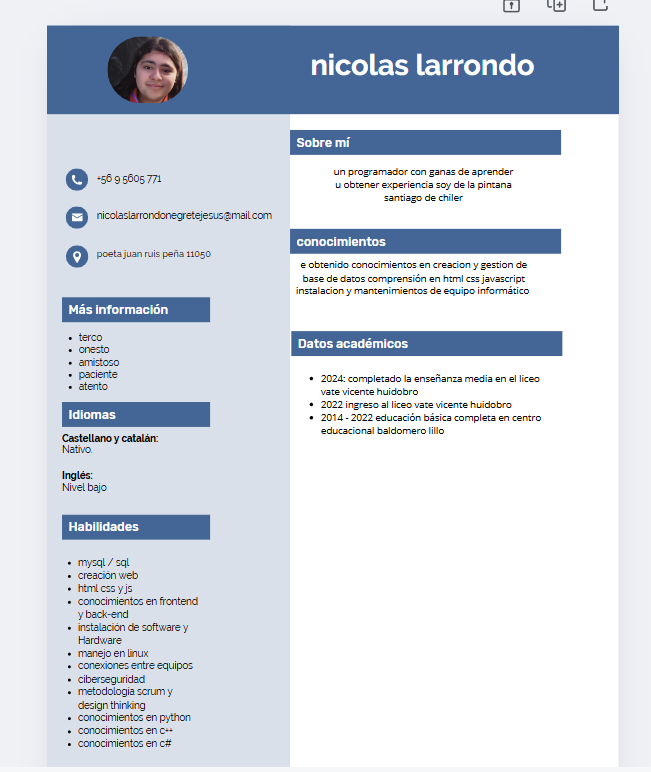 nicolas larrondo
+56 9 5605 771
nicolaslarrondonegretejesus@mail.com
poeta juan ruis peña 11050
Más información
terco
onesto
amistoso
paciente
atento
Idiomas
Castellano y catalán:
Nativo.
Inglés:
Nivel bajo
Habilidades
mysql / sql
creación web
html css y js
conocimientos en frontend
y back-end
instalación de software y
Hardware
manejo en linux
conexiones entre equipos
ciberseguridad
metodologia scrum y
design thinking
conocimientos en python
conocimientos en c++
conocimientos en c#
Sobre mí
un programador con ganas de aprender
u obtener experiencia soy de la pintana
santiago de chiler
conocimientos
e obtenido conocimientos en creacion y gestion de
base de datos comprensión en html css javascript
instalacion y mantenimientos de equipo informático
Datos académicos
2024: completado la enseñanza media en el liceo
vate vicente huidobro
2022 ingreso al liceo vate vicente huidobro
2014 - 2022 educación básica completa en centro
educacional baldomero lillo